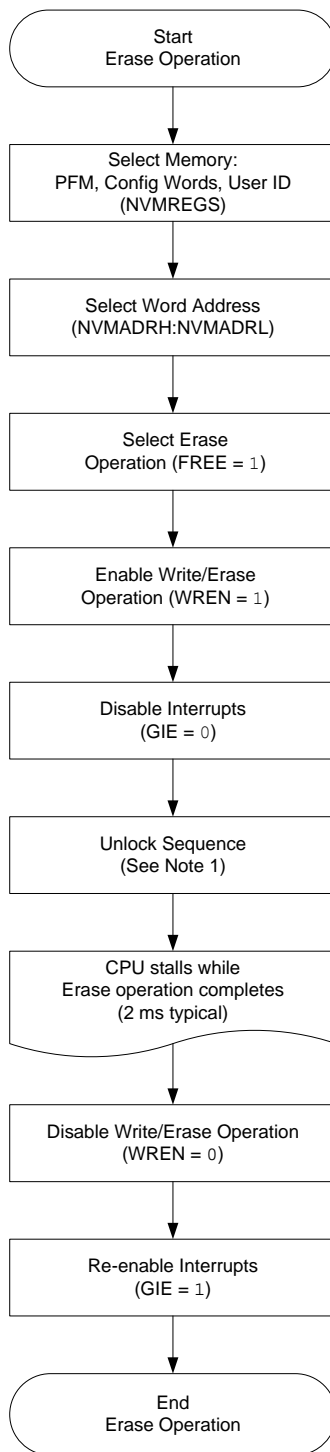 Start
Erase Operation
Select Memory:
PFM, Config Words, User ID
(NVMREGS)
Select Word Address
(NVMADRH:NVMADRL)
Select Erase
Operation (FREE = 1)
Enable Write/Erase
Operation (WREN = 1)
Disable Interrupts
(GIE = 0)
Unlock Sequence
(See Note 1)
CPU stalls while
Erase operation completes
(2 ms typical)
Disable Write/Erase Operation
(WREN = 0)
Re-enable Interrupts
(GIE = 1)
End
Erase Operation